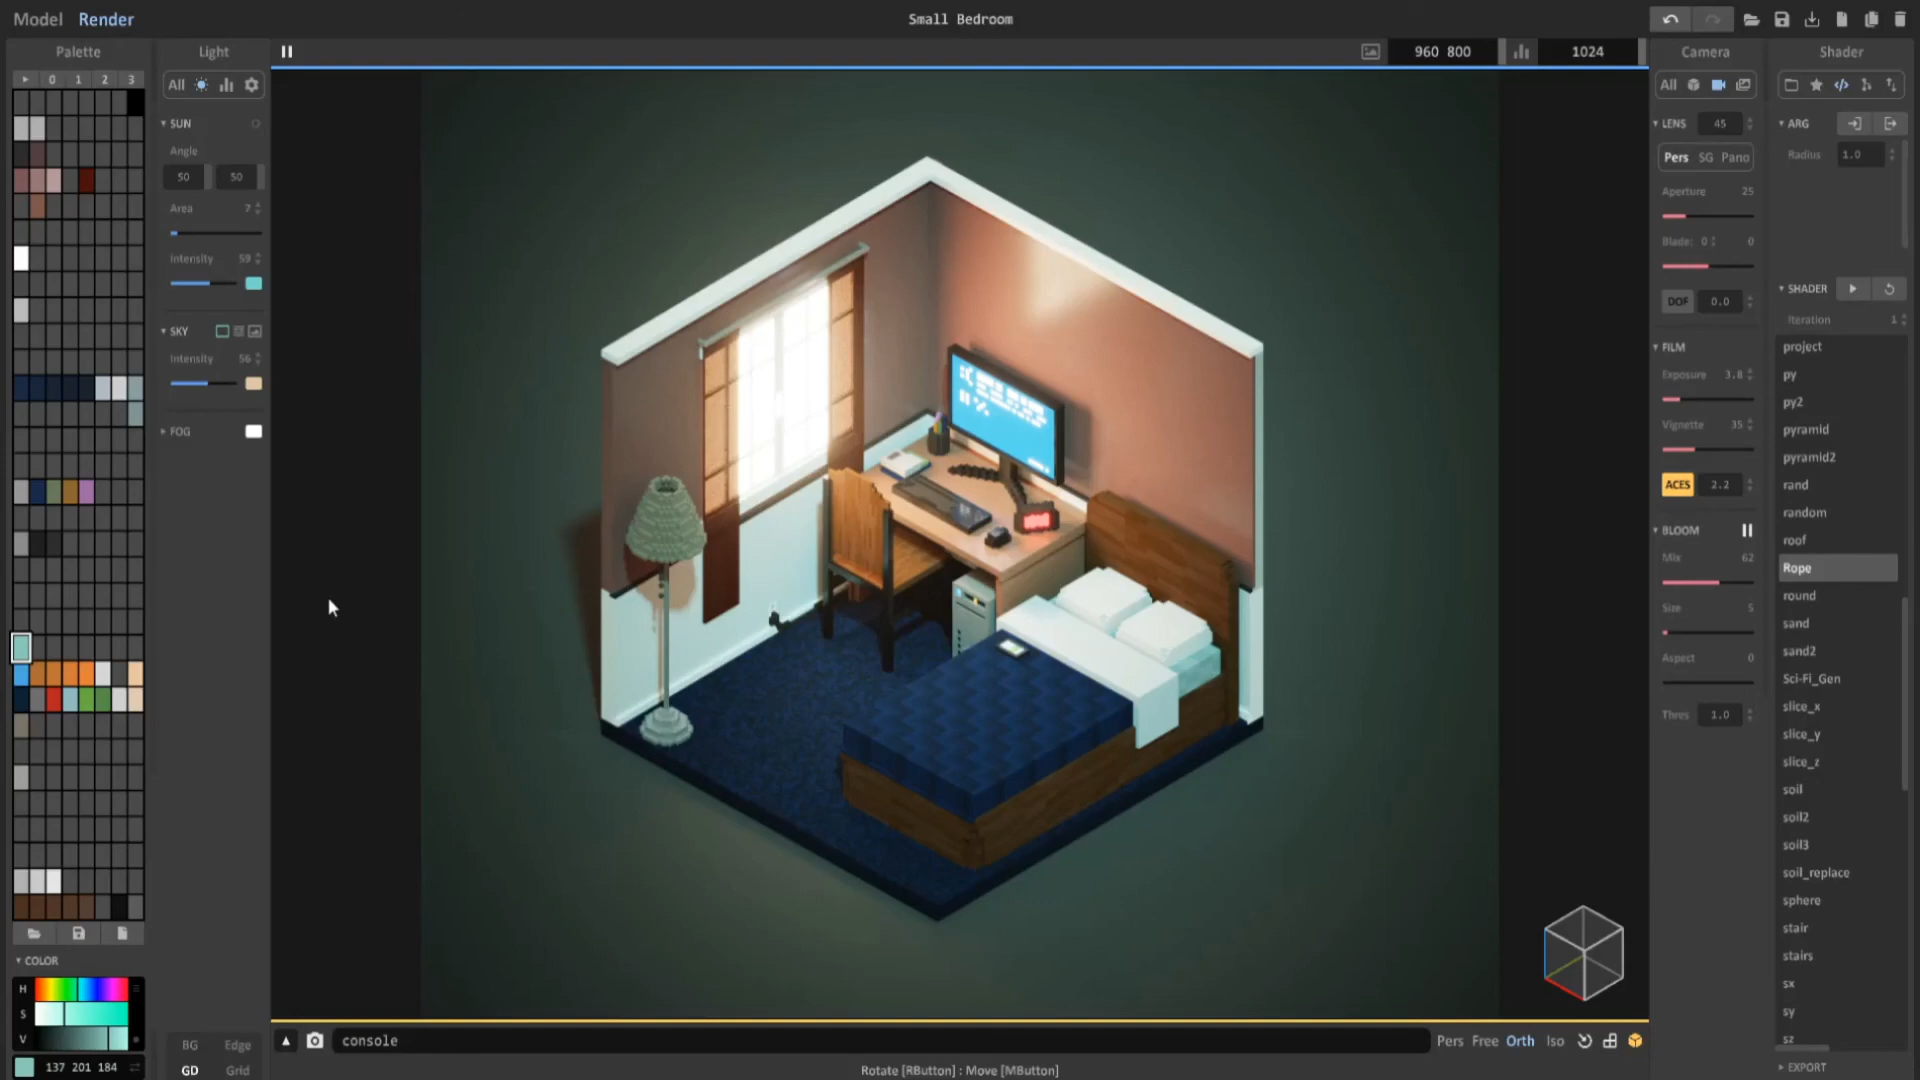 Model Render
Small Bedroom
Palette
0 1 2 3
COLOR
H
S
V
137 201 184
Light
All
SUN
Angle
50 50
Area 7
Intensity 59
SKY
Intensity 56
FOG
BG Edge
GD Grid
960 800
1024
console
Pers Free Orth Iso
Rotate [RButton] : Move [MButton]
Camera
All
LENS 45
Pers SG Pano
Aperture 25
Blade: 0 0
DOF 0.0
FILM
Exposure 3.8
Vignette 35
ACES 2.2
BLOOM
Mix 62
Size 5
Aspect 0
Thres 1.0
Shader
ARG
Radius 1.0
SHADER
Iteration 1
project
py
py2
pyramid
pyramid2
rand
random
roof
Rope
round
sand
sand2
Sci-Fi_Gen
slice_x
slice_y
slice_z
soil
soil2
soil3
soil_replace
sphere
stair
stairs
sx
sy
sz
EXPORT